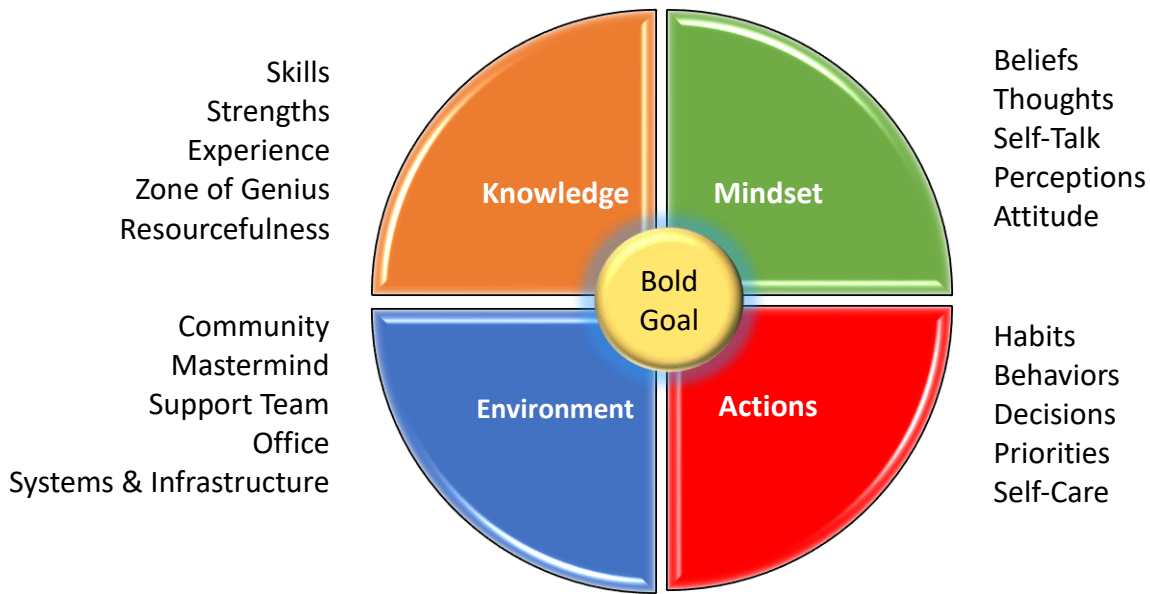 Skills
Strengths
Experience
Zone of Genius
Resourcefulness
Knowledge
Mindset
Beliefs
Thoughts
Self-Talk
Perceptions
Attitude
Bold
Goal
Community
Mastermind
Support Team
Office
Systems & Infrastructure
Environment
Actions
Habits
Behaviors
Decisions
Priorities
Self-Care